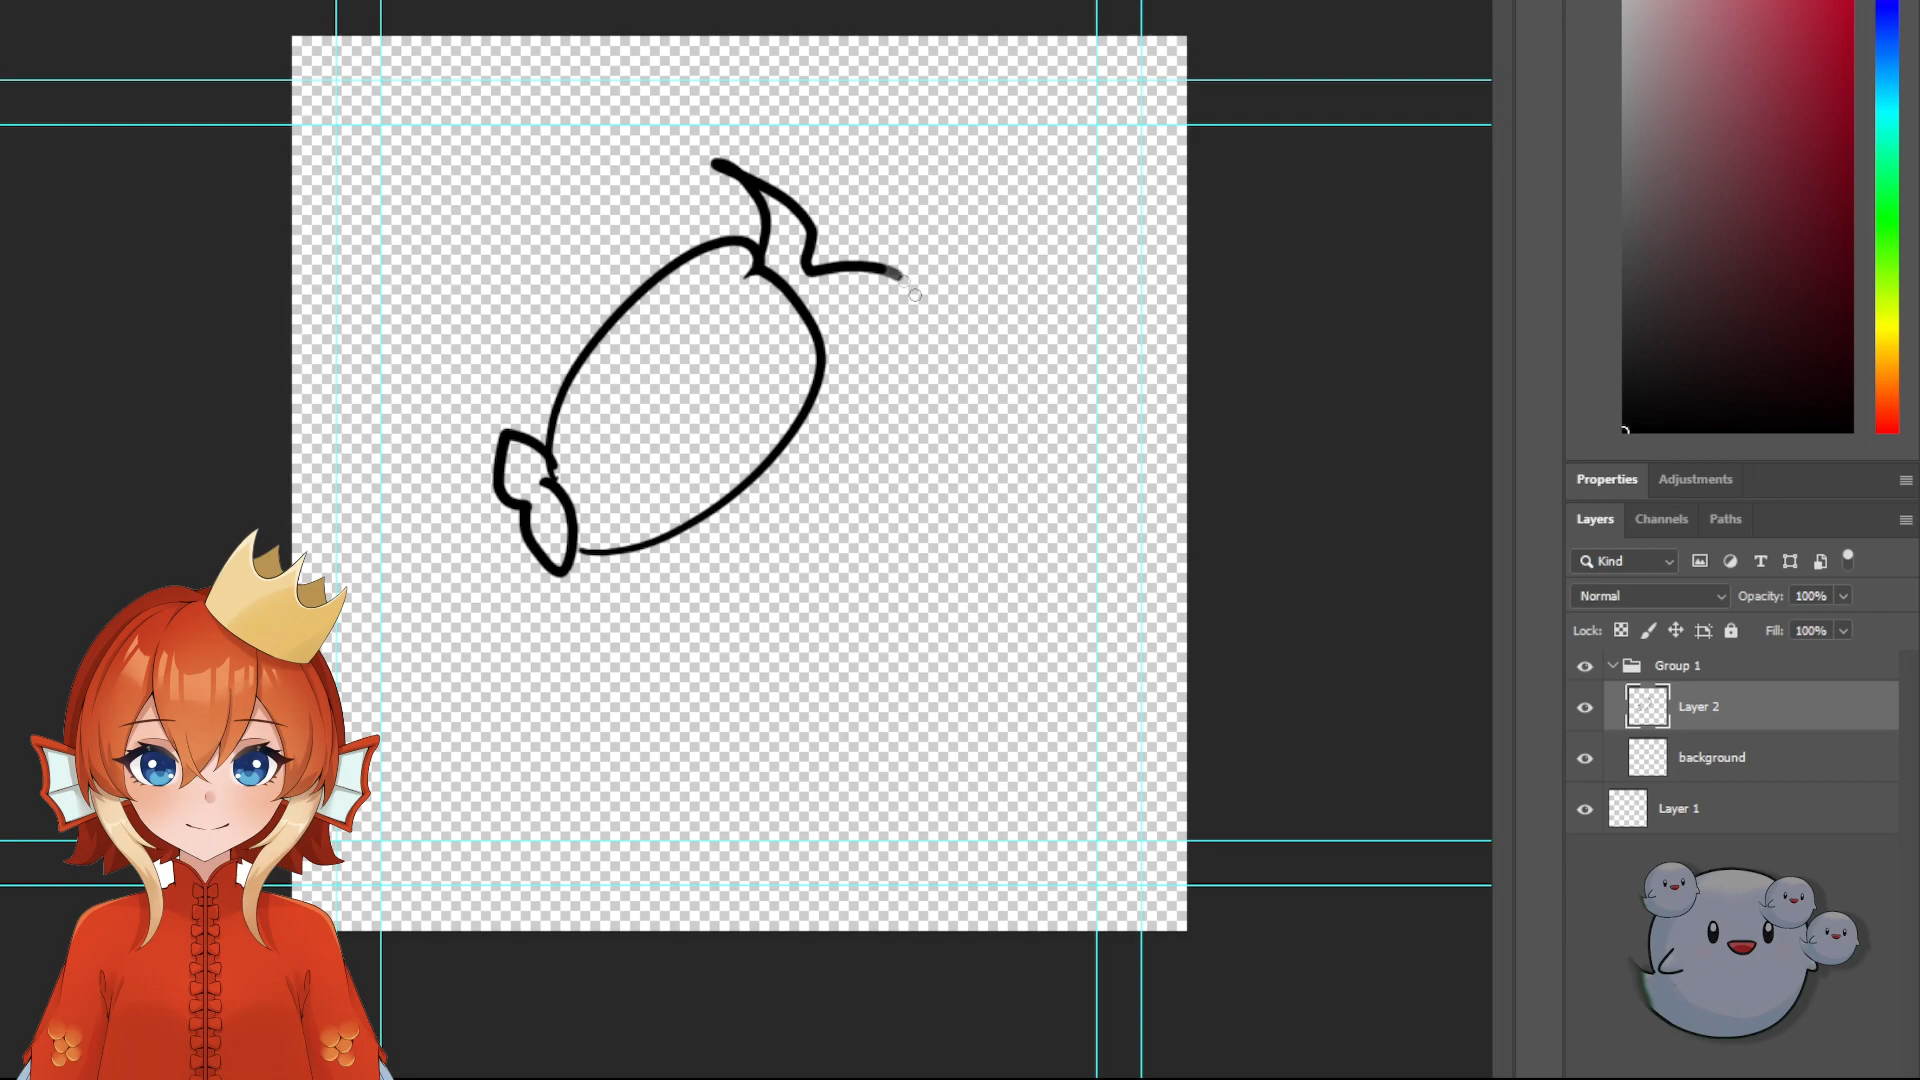 Properties Adjustments
Layers Channels Paths
Kind
Normal Opacity: 100%
Lock: Fill: 100%
Group 1
Layer 2
background
Layer 1